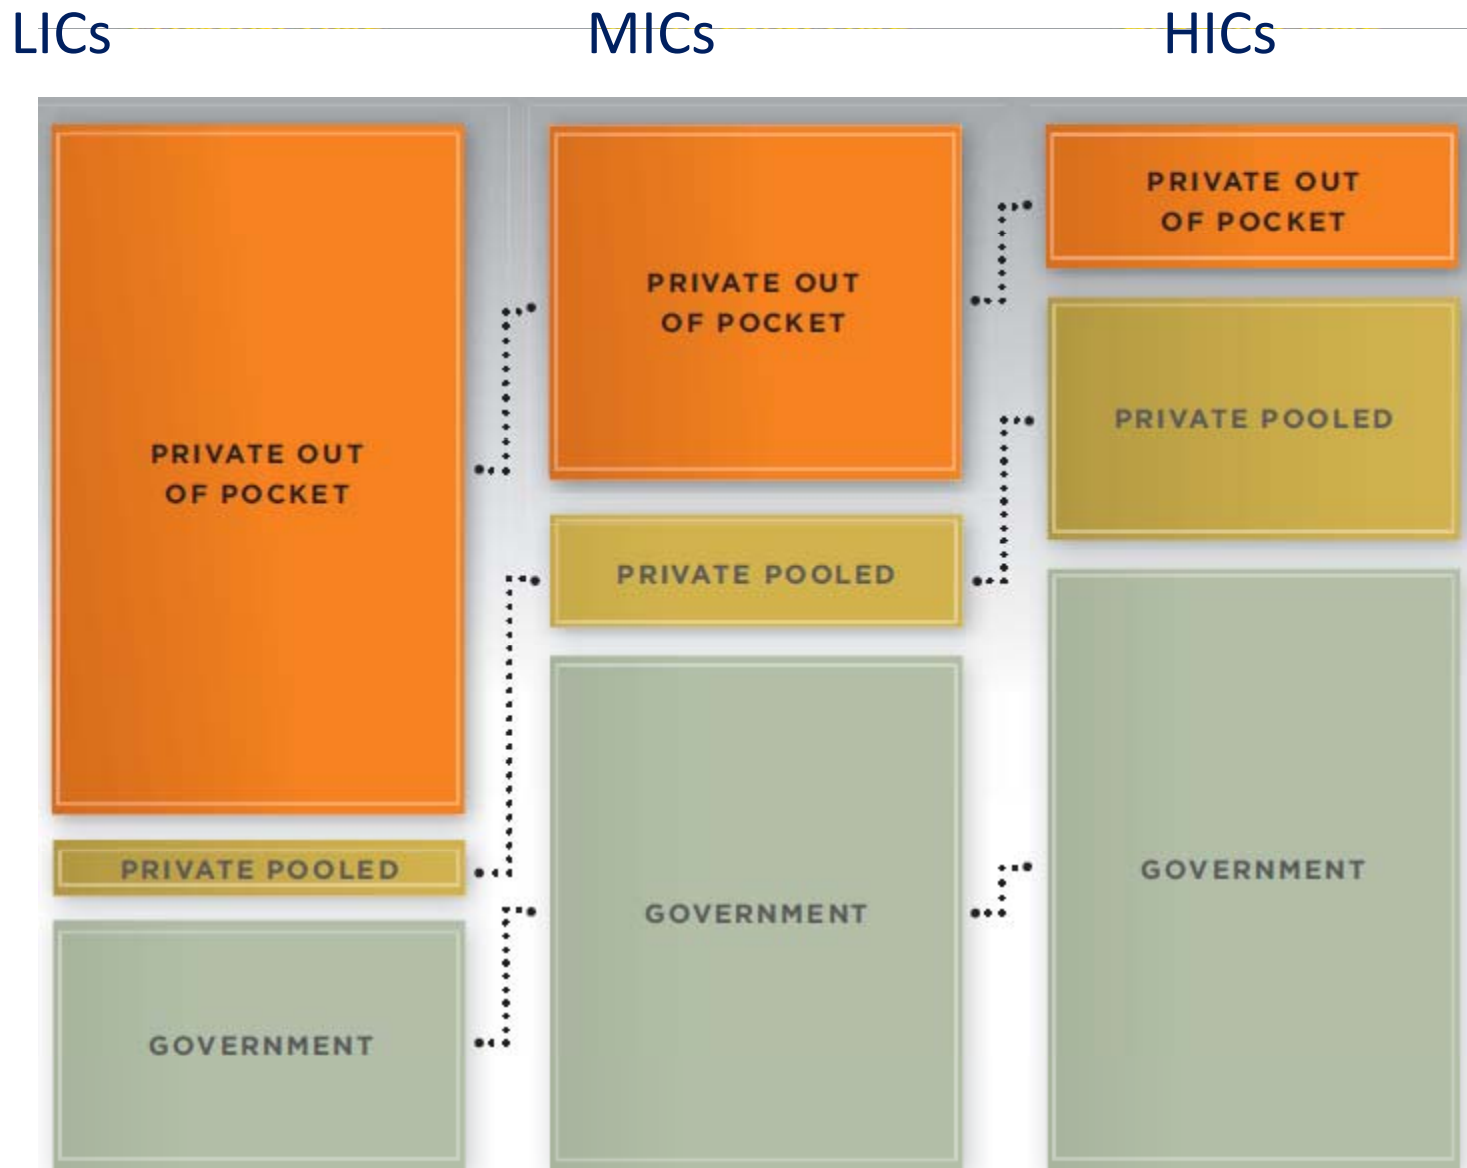 LICs
MICs
HICs
PRIVATE OUT
OF POCKET
PRIVATE POOLED
GOVERNMENT
PRIVATE OUT
OF POCKET
PRIVATE POOLED
GOVERNMENT
PRIVATE OUT
OF POCKET
PRIVATE POOLED
GOVERNMENT